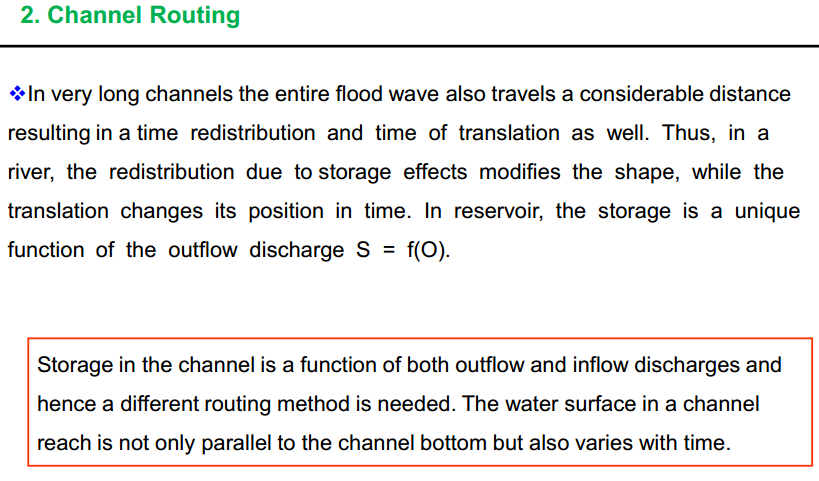 2. Channel Routing
❖In very long channels the entire flood wave also travels a considerable distance
resulting in a time redistribution and time of translation as well. Thus, in a
river, the redistribution due to storage effects modifies the shape, while the
translation changes its position in time. In reservoir, the storage is a unique
function of the outflow discharge S = f(O).
Storage in the channel is a function of both outflow and inflow discharges and
hence a different routing method is needed. The water surface in a channel
reach is not only parallel to the channel bottom but also varies with time.